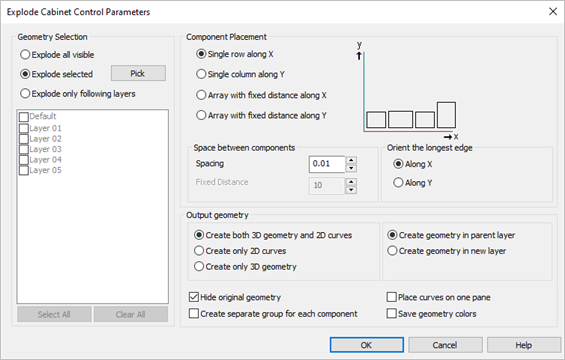 Explode Cabinet Control Parameters
Geometry Selection
Explode all visible
Explode selected
Pick
Explode only following layers
Default
Layer 01
Layer 02
Layer 03
Layer 04
Layer 05
Select All
Clear All
Component Placement
Single row along X
Single column along Y
Array with fixed distance along X
Array with fixed distance along Y
y
x
Space between components
Spacing
0.01
Fixed Distance
10
Orient the longest edge
Along X
Along Y
Output geometry
Create both 3D geometry and 2D curves
Create only 2D curves
Create only 3D geometry
Create geometry in parent layer
Create geometry in new layer
Hide original geometry
Create separate group for each component
Place curves on one pane
Save geometry colors
OK
Cancel
Help